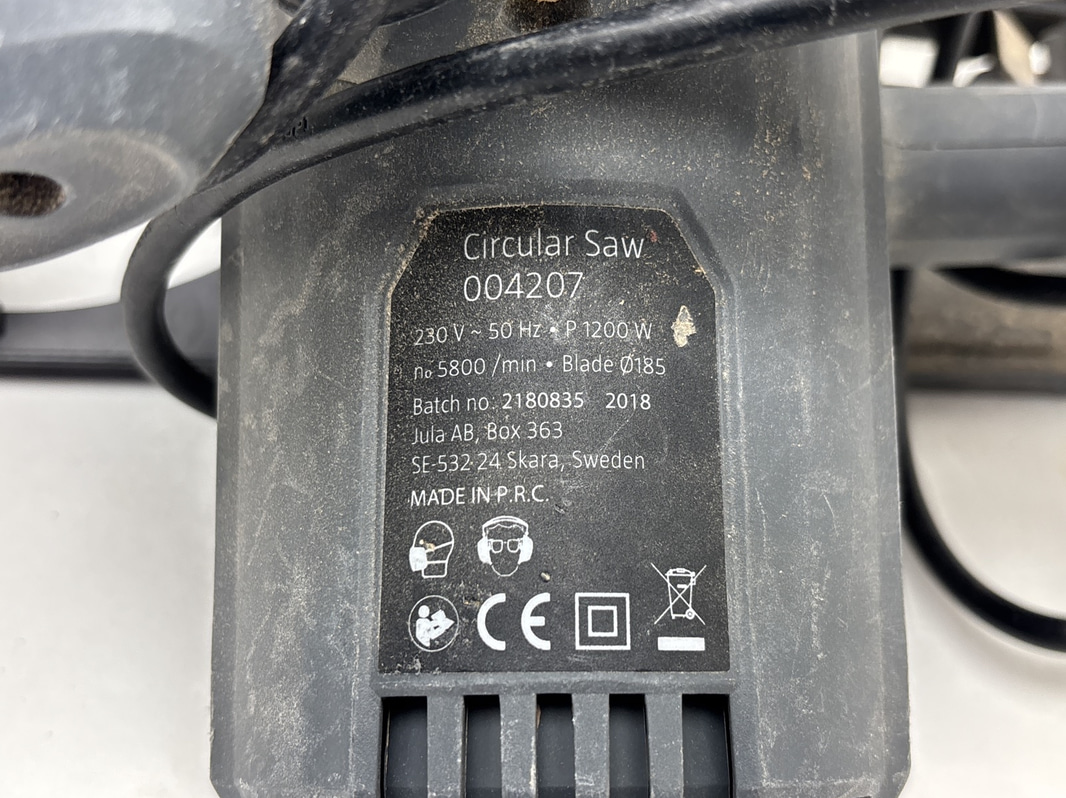 Circular Saw
004207
230 V ~ 50 Hz • P 1200 W
n₀ 5800 /min • Blade Ø185
Batch no: 2180835 2018
Jula AB, Box 363
SE-532 24 Skara, Sweden
MADE IN P.R.C.
CE